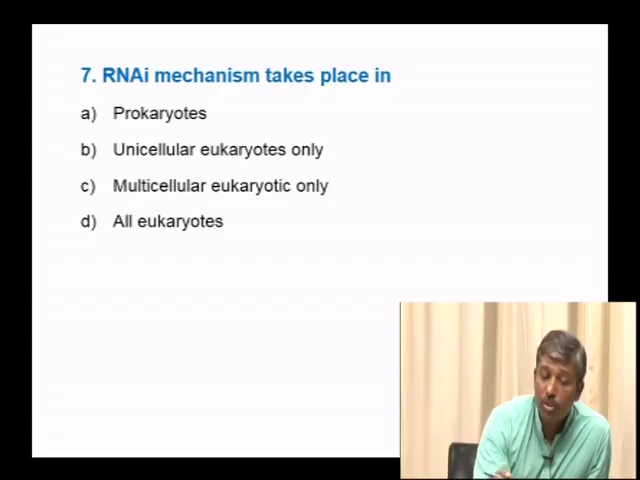 7. RNAi mechanism takes place in
a) Prokaryotes
b) Unicellular eukaryotes only
c) Multicellular eukaryotic only
d) All eukaryotes